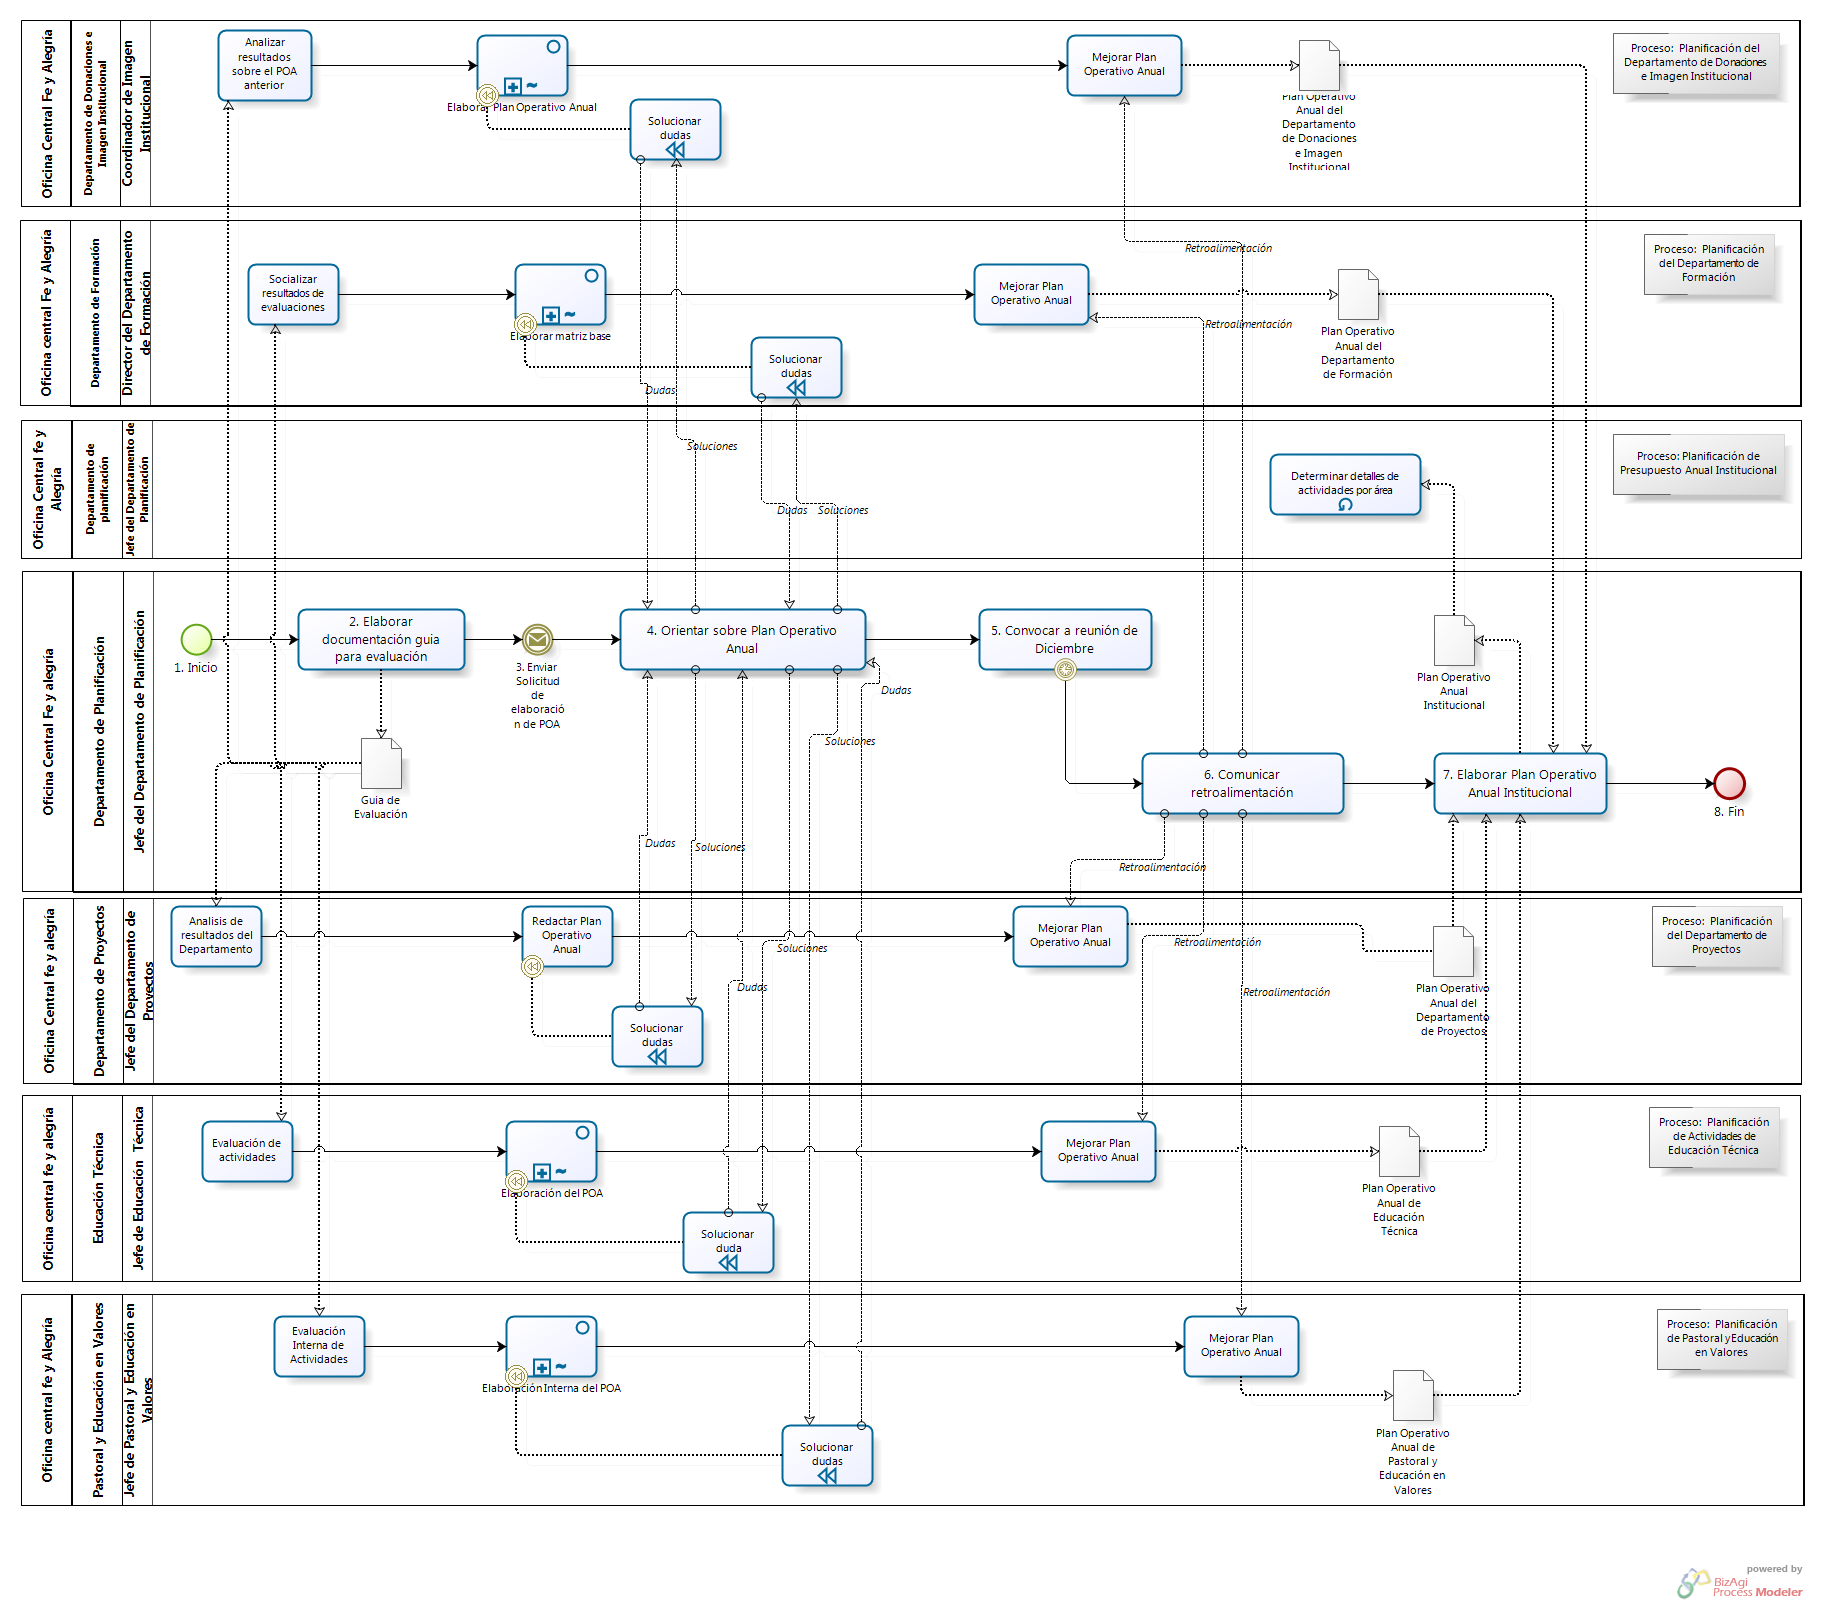 Oficina Central Fe y Alegría
Departamento de Donaciones e
Imagen Institucional
Coordinador de Imagen
Institucional
Analizar
resultados
sobre el POA
anterior
Elaborar Plan Operativo Anual
Solucionar
dudas
Mejorar Plan
Operativo Anual
Plan Operativo
Anual del
Departamento
de Donaciones
e Imagen
Institucional
Proceso: Planificación del
Departamento de Donaciones
e Imagen Institucional
Oficina central Fe y Alegría
Departamento de Formación
Director del Departamento
de Formación
Socializar
resultados de
evaluaciones
Elaborar matriz base
Solucionar
dudas
Dudas
Mejorar Plan
Operativo Anual
Retroalimentación
Retroalimentación
Plan Operativo
Anual del
Departamento
de Formación
Proceso: Planificación
del Departamento de
Formación
Oficina Central fe y
Alegría
Departamento de
planificación
Jefe del Departamento de
Planificación
Soluciones
Dudas
Soluciones
Determinar detalles de
actividades por área
Proceso: Planificación de
Presupuesto Anual Institucional
Oficina Central Fe y alegría
Departamento de Planificación
Jefe del Departamento de Planificación
1. Inicio
2. Elaborar
documentación guia
para evaluación
3. Enviar
Solicitud
de
elaboració
n de POA
4. Orientar sobre Plan Operativo
Anual
5. Convocar a reunión de
Diciembre
Dudas
Soluciones
Guia de
Evaluación
Dudas
Soluciones
6. Comunicar
retroalimentación
Retroalimentación
Plan Operativo
Anual
Institucional
7. Elaborar Plan Operativo
Anual Institucional
8. Fin
Oficina Central fe y alegría
Departamento de Proyectos
Jefe del Departamento de
Proyectos
Analisis de
resultados del
Departamento
Redactar Plan
Operativo
Anual
Solucionar
dudas
Soluciones
Dudas
Mejorar Plan
Operativo Anual
Retroalimentación
Retroalimentación
Plan Operativo
Anual del
Departamento
de Proyectos
Proceso: Planificación
del Departamento de
Proyectos
Oficina central fe y alegría
Educación Técnica
Jefe de Educación Técnica
Evaluación de
actividades
Elaboración del POA
Solucionar
duda
Mejorar Plan
Operativo Anual
Plan Operativo
Anual de
Educación
Técnica
Proceso: Planificación
de Actividades de
Educación Técnica
Oficina central fe y Alegría
Pastoral y Educación en Valores
Jefe de Pastoral y Educación en
Valores
Evaluación
Interna de
Actividades
Elaboración Interna del POA
Solucionar
dudas
Mejorar Plan
Operativo Anual
Plan Operativo
Anual de
Pastoral y
Educación en
Valores
Proceso: Planificación
de Pastoral y Educación
en Valores
powered by
BizAgi
Process Modeler